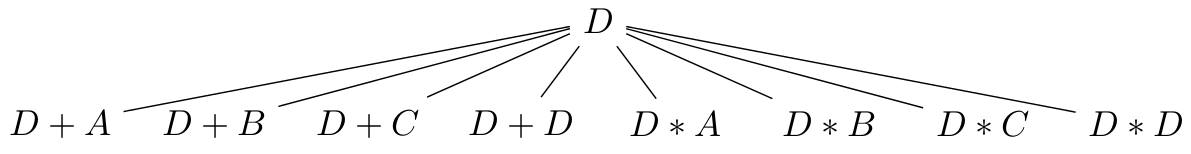 D
D + A D + B D + C D + D D ∗ A D ∗ B D ∗ C D ∗ D